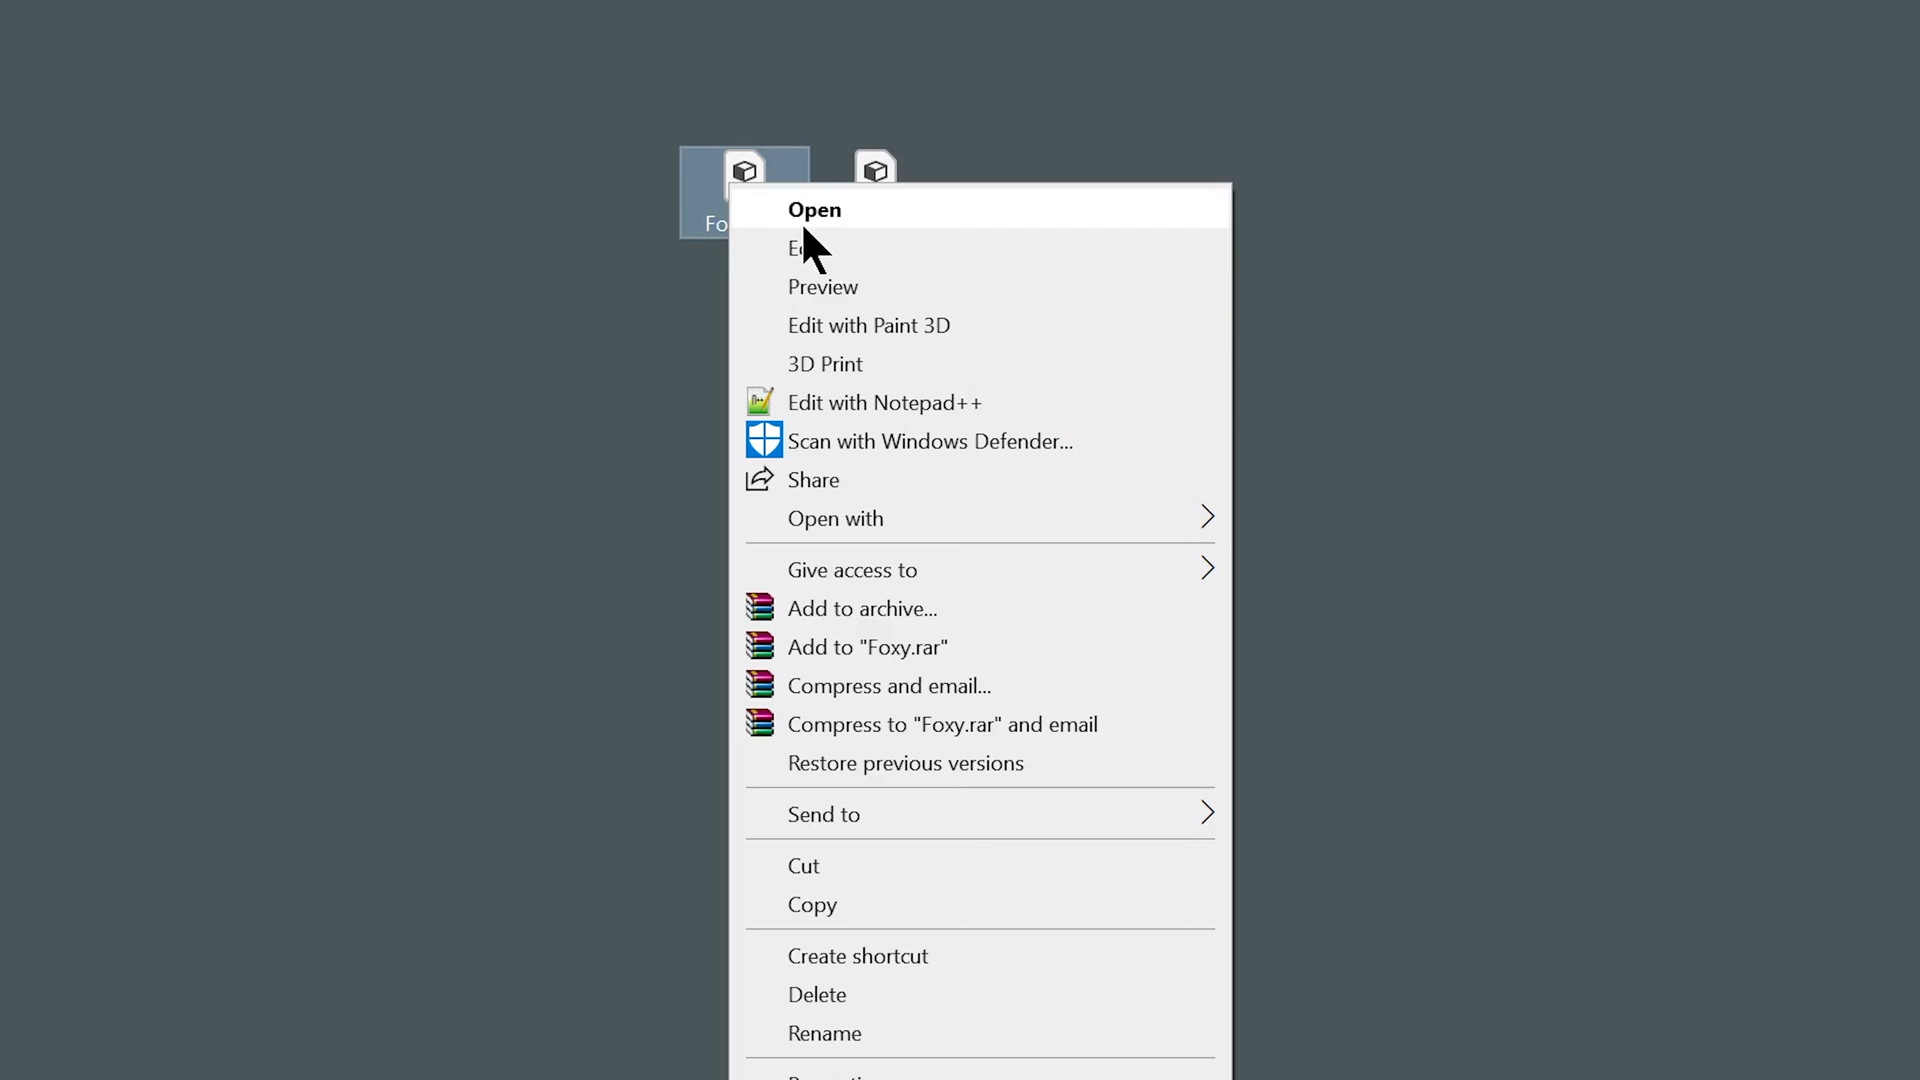 Open
Preview
Edit with Paint 3D
3D Print
Edit with Notepad++
Scan with Windows Defender...
Share
Open with
Give access to
Add to archive...
Add to "Foxy.rar"
Compress and email...
Compress to "Foxy.rar" and email
Restore previous versions
Send to
Cut
Copy
Create shortcut
Delete
Rename